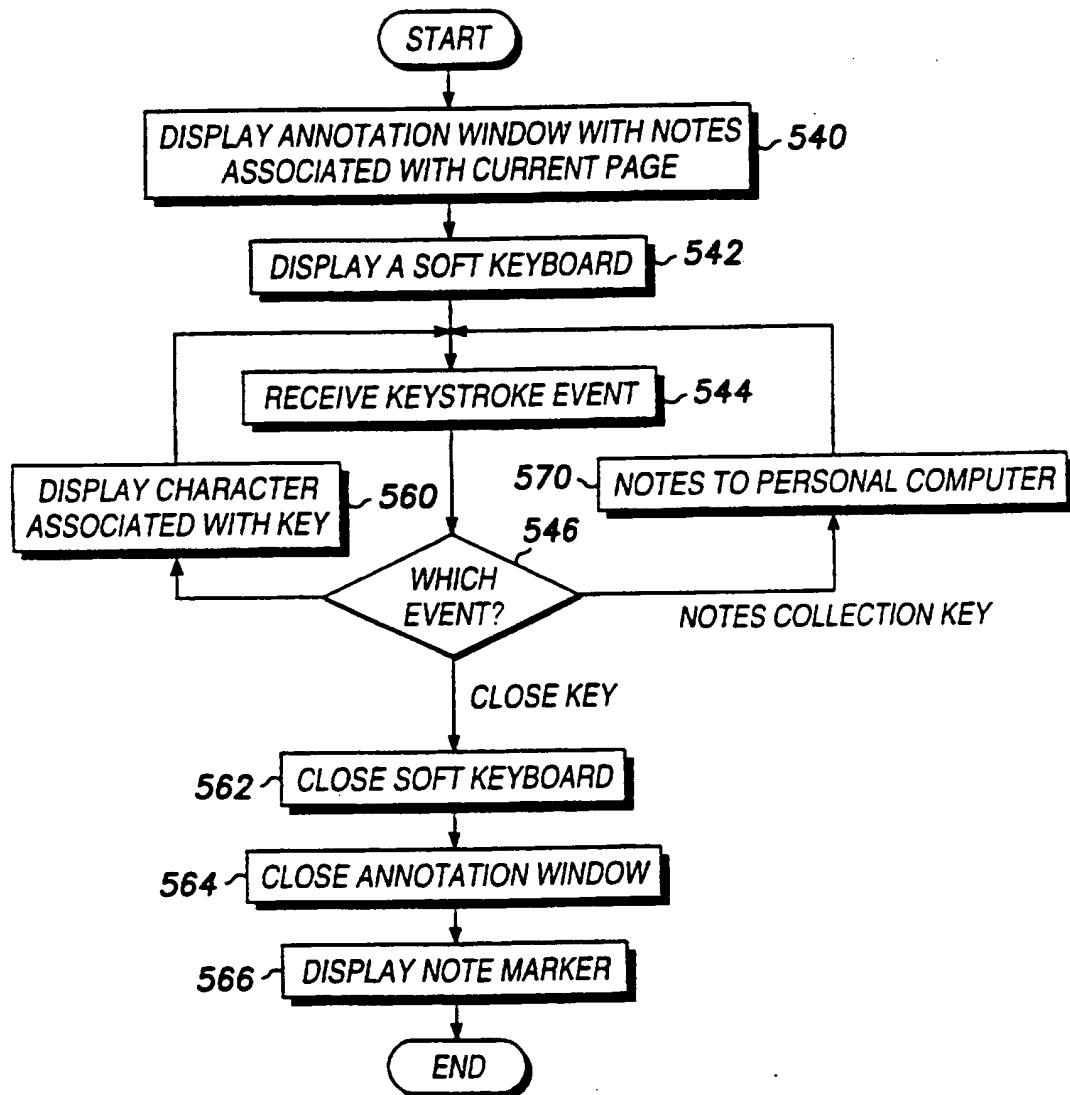 START
DISPLAY ANNOTATION WINDOW WITH NOTES
ASSOCIATED WITH CURRENT PAGE
540
DISPLAY A SOFT KEYBOARD
542
RECEIVE KEYSTROKE EVENT
544
DISPLAY CHARACTER
ASSOCIATED WITH KEY
560
570
NOTES TO PERSONAL COMPUTER
546
WHICH
EVENT?
NOTES COLLECTION KEY
CLOSE KEY
562
CLOSE SOFT KEYBOARD
564
CLOSE ANNOTATION WINDOW
566
DISPLAY NOTE MARKER
END